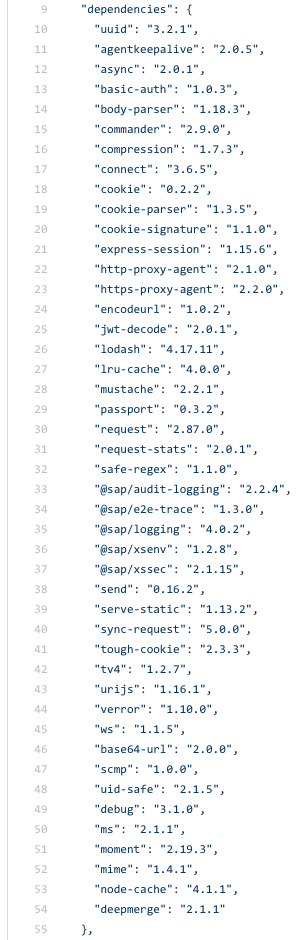 9 "dependencies": {
10 "uuid": "3.2.1",
11 "agentkeepalive": "2.0.5",
12 "async": "2.0.1",
13 "basic-auth": "1.0.3",
14 "body-parser": "1.18.3",
15 "commander": "2.9.0",
16 "compression": "1.7.3",
17 "connect": "3.6.5",
18 "cookie": "0.2.2",
19 "cookie-parser": "1.3.5",
20 "cookie-signature": "1.1.0",
21 "express-session": "1.15.6",
22 "http-proxy-agent": "2.1.0",
23 "https-proxy-agent": "2.2.0",
24 "encodeurl": "1.0.2",
25 "jwt-decode": "2.0.1",
26 "lodash": "4.17.11",
27 "lru-cache": "4.0.0",
28 "mustache": "2.2.1",
29 "passport": "0.3.2",
30 "request": "2.87.0",
31 "request-stats": "2.0.1",
32 "safe-regex": "1.1.0",
33 "@sap/audit-logging": "2.2.4",
34 "@sap/e2e-trace": "1.3.0",
35 "@sap/logging": "4.0.2",
36 "@sap/xsenv": "1.2.8",
37 "@sap/xssec": "2.1.15",
38 "send": "0.16.2",
39 "serve-static": "1.13.2",
40 "sync-request": "5.0.0",
41 "tough-cookie": "2.3.3",
42 "tv4": "1.2.7",
43 "urijs": "1.16.1",
44 "verror": "1.10.0",
45 "ws": "1.1.5",
46 "base64-url": "2.0.0",
47 "scmp": "1.0.0",
48 "uid-safe": "2.1.5",
49 "debug": "3.1.0",
50 "ms": "2.1.1",
51 "moment": "2.19.3",
52 "mime": "1.4.1",
53 "node-cache": "4.1.1",
54 "deepmerge": "2.1.1"
55 },